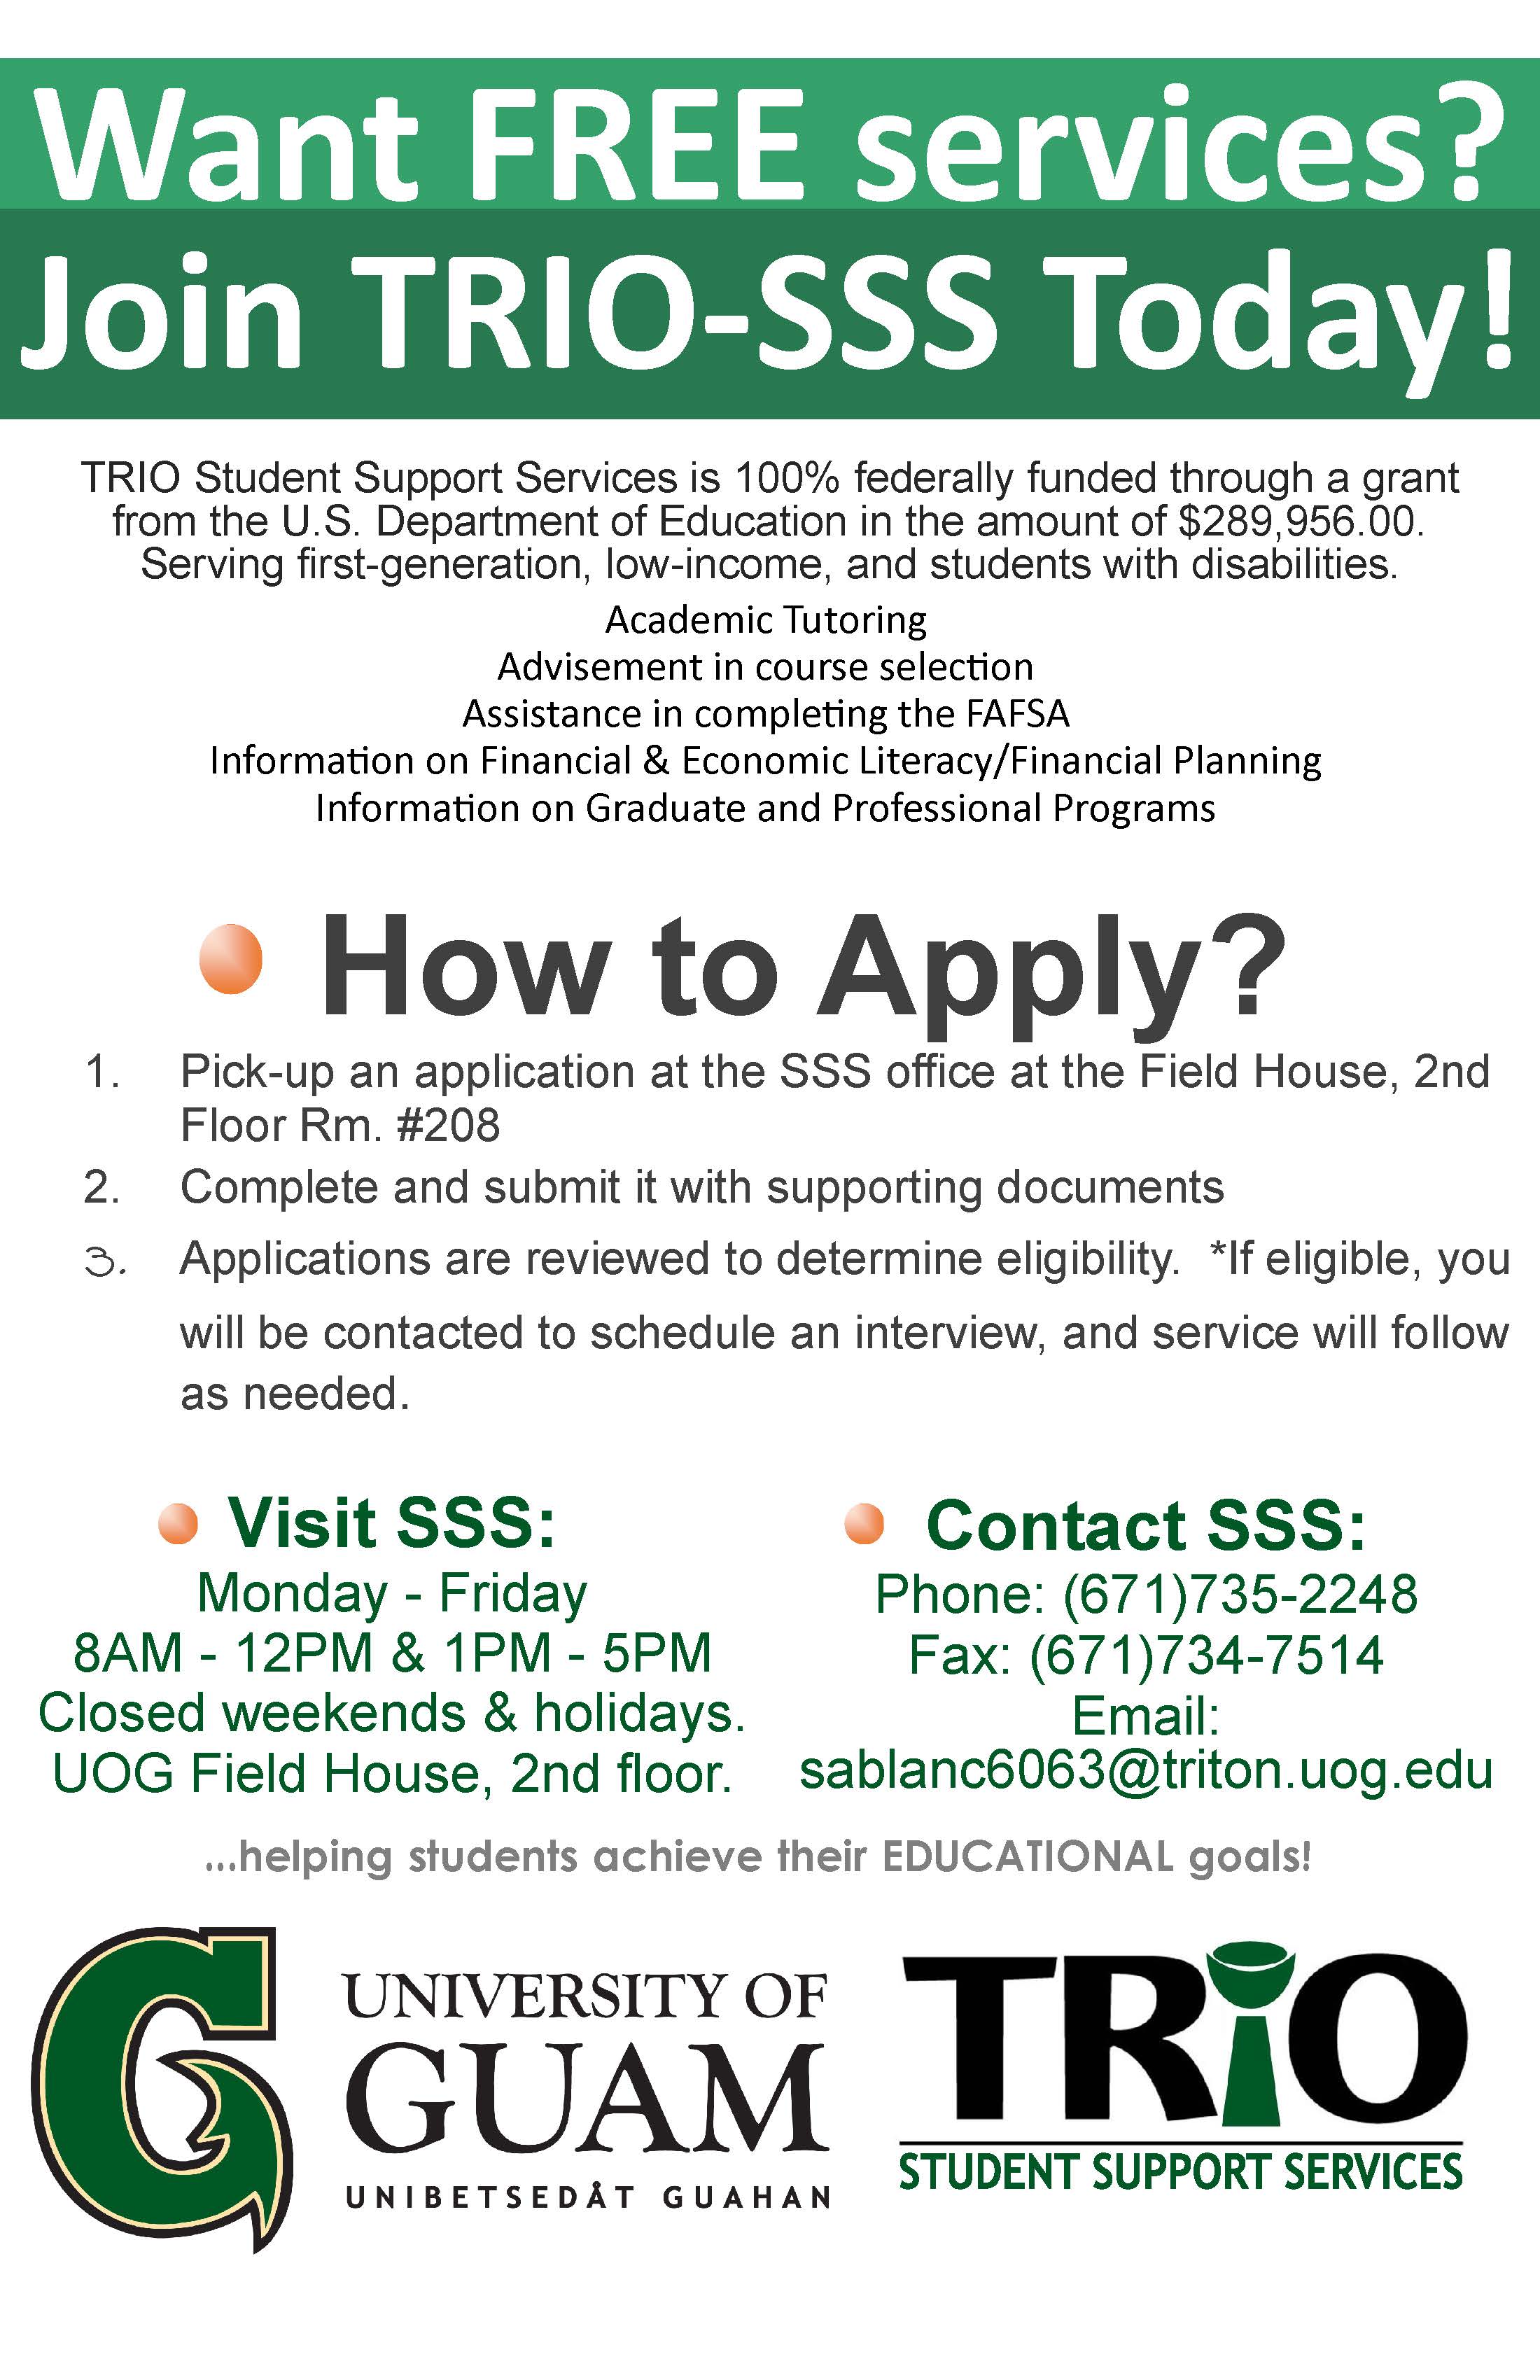 Want FREE services?
Join TRIO-SSS Today!
TRIO Student Support Services is 100% federally funded through a grant
from the U.S. Department of Education in the amount of $289,956.00.
Serving first-generation, low-income, and students with disabilities.
Academic Tutoring
Advisement in course selection
Assistance in completing the FAFSA
Information on Financial & Economic Literacy/Financial Planning
Information on Graduate and Professional Programs
How to Apply?
1. Pick-up an application at the SSS office at the Field House, 2nd
Floor Rm. #208
2. Complete and submit it with supporting documents
3. Applications are reviewed to determine eligibility. *If eligible, you
will be contacted to schedule an interview, and service will follow
as needed.
Visit SSS:
Monday - Friday
8AM - 12PM & 1PM - 5PM
Closed weekends & holidays.
UOG Field House, 2nd floor.
Contact SSS:
Phone: (671)735-2248
Fax: (671)734-7514
Email:
sablanc6063@triton.uog.edu
...helping students achieve their EDUCATIONAL goals!
G
UNIVERSITY OF
GUAM
UNIBETSEDÅT GUAHAN
TRiO
STUDENT SUPPORT SERVICES